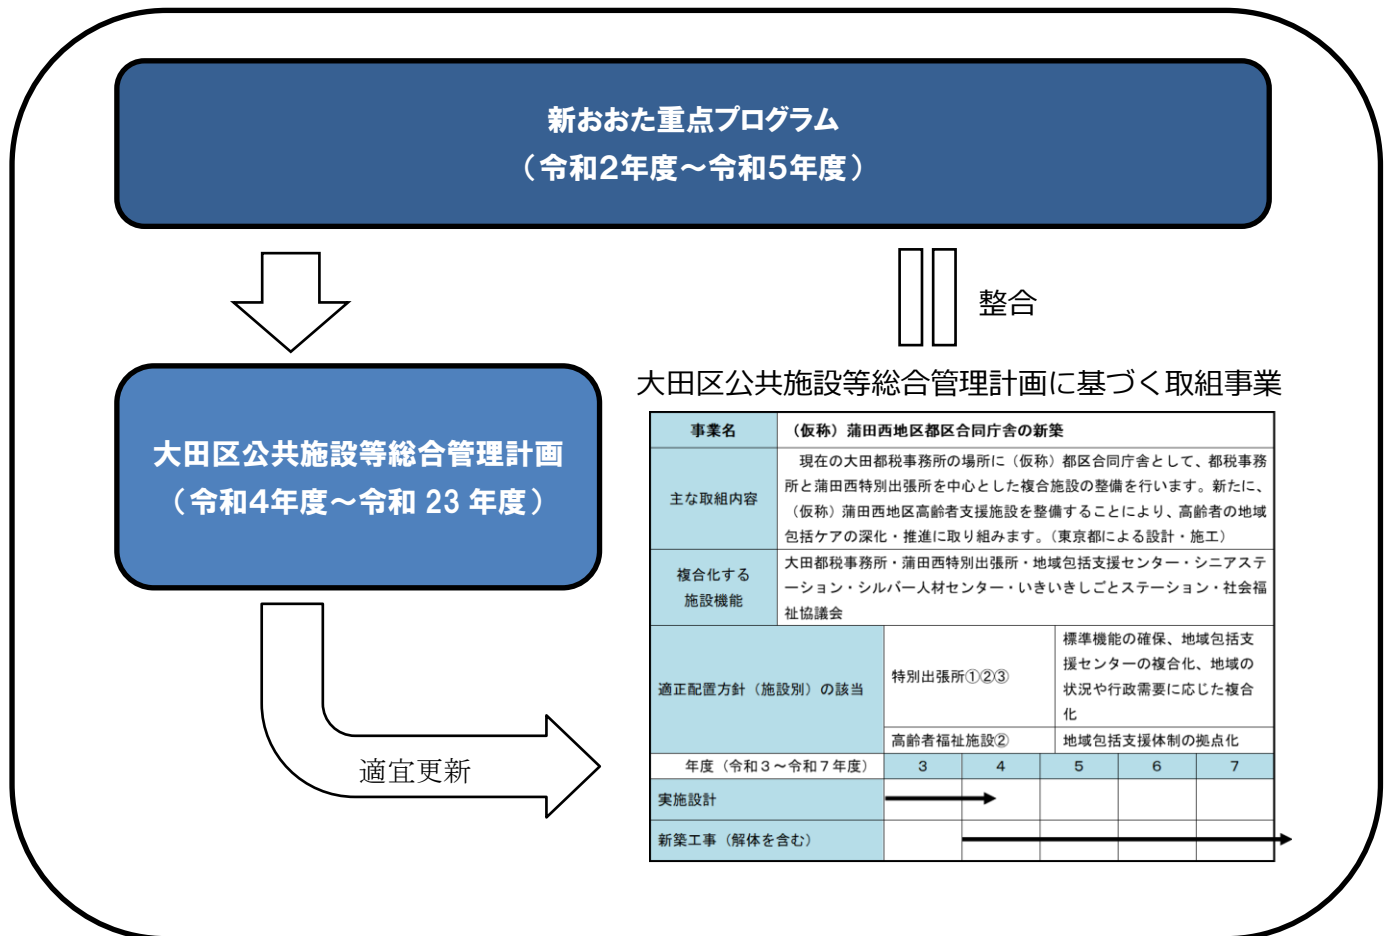 新おおた重点プログラム
（令和2年度～令和5年度）
整合
大田区公共施設等総合管理計画に基づく取組事業
大田区公共施設等総合管理計画
（令和4年度～令和 23 年度）
適宜更新
事業名
（仮称）蒲田西地区都区合同庁舎の新築
主な取組内容
現在の大田都税事務所の場所に（仮称）都区合同庁舎として、都税事務
所と蒲田西特別出張所を中心とした複合施設の整備を行います。新たに、
（仮称）蒲田西地区高齢者支援施設を整備することにより、高齢者の地域
包括ケアの深化・推進に取り組みます。（東京都による設計・施工）
複合化する
施設機能
大田都税事務所・蒲田西特別出張所・地域包括支援センター・シニアステ
ーション・シルバー人材センター・いきいきしごとステーション・社会福
祉協議会
適正配置方針（施設別）の該当
特別出張所①②③
標準機能の確保、地域包括支
援センターの複合化、地域の
状況や行政需要に応じた複合
化
高齢者福祉施設②
地域包括支援体制の拠点化
年度（令和３～令和７年度） 3 4 5 6 7
実施設計
新築工事（解体を含む）